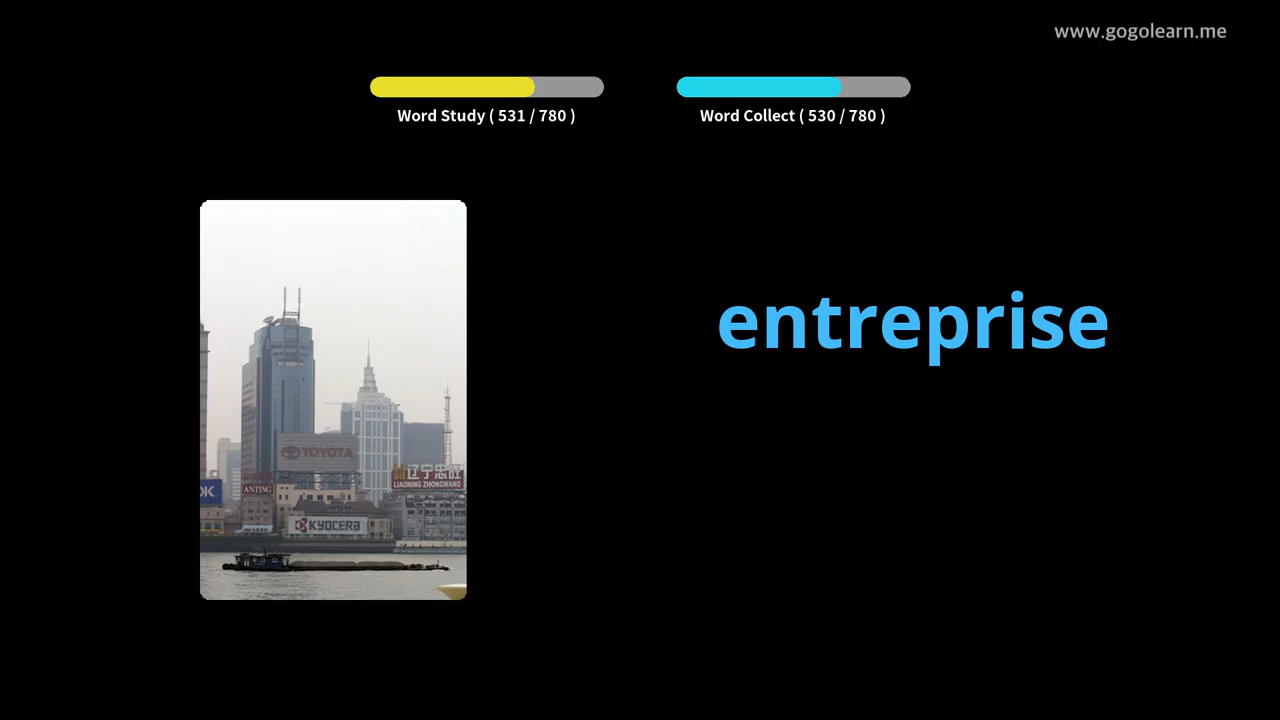 www.gogolearn.me
Word Study ( 531 / 780 )
Word Collect ( 530 / 780 )
entreprise
TOYOTA
辽宁忠旺
LIAONING ZHONGWANG
OK
ANTING
KYOCERA